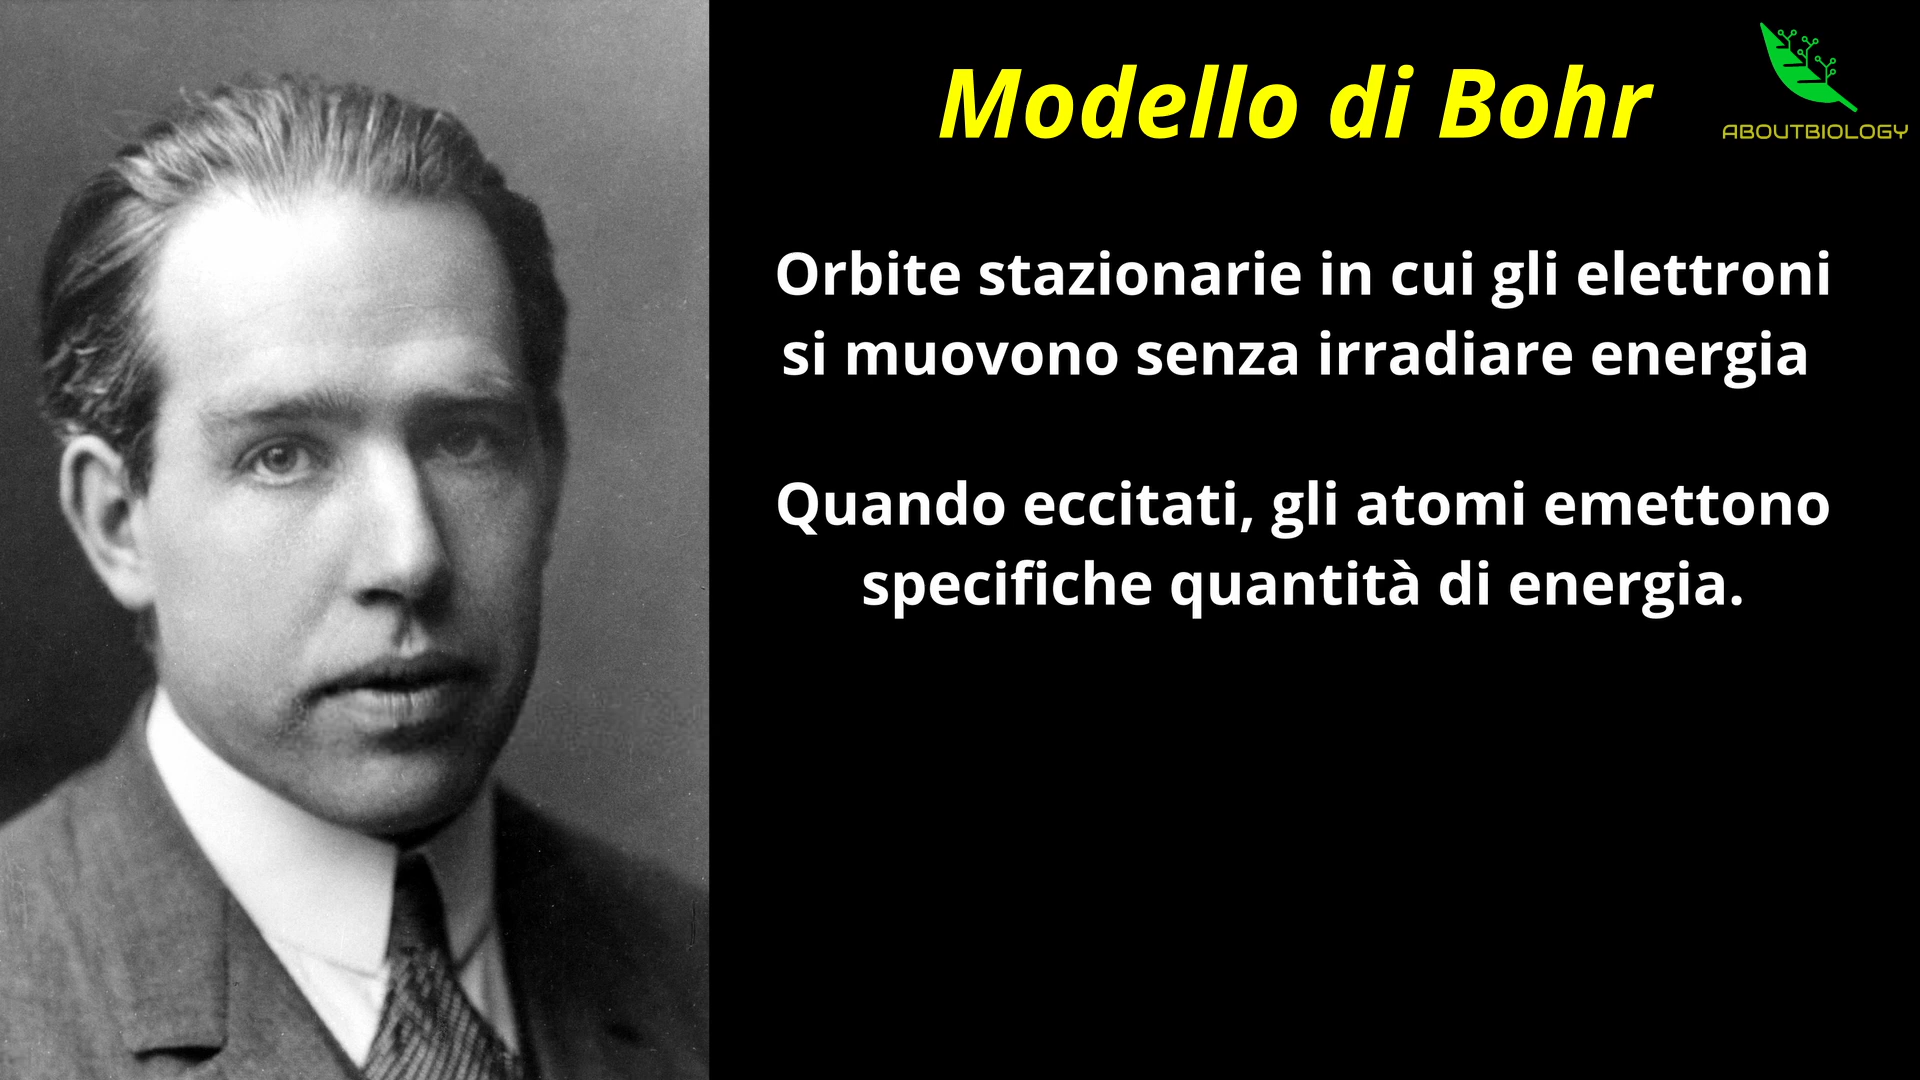 Modello di Bohr
ABOUTBIOLOGY
Orbite stazionarie in cui gli elettroni
si muovono senza irradiare energia
Quando eccitati, gli atomi emettono
specifiche quantità di energia.